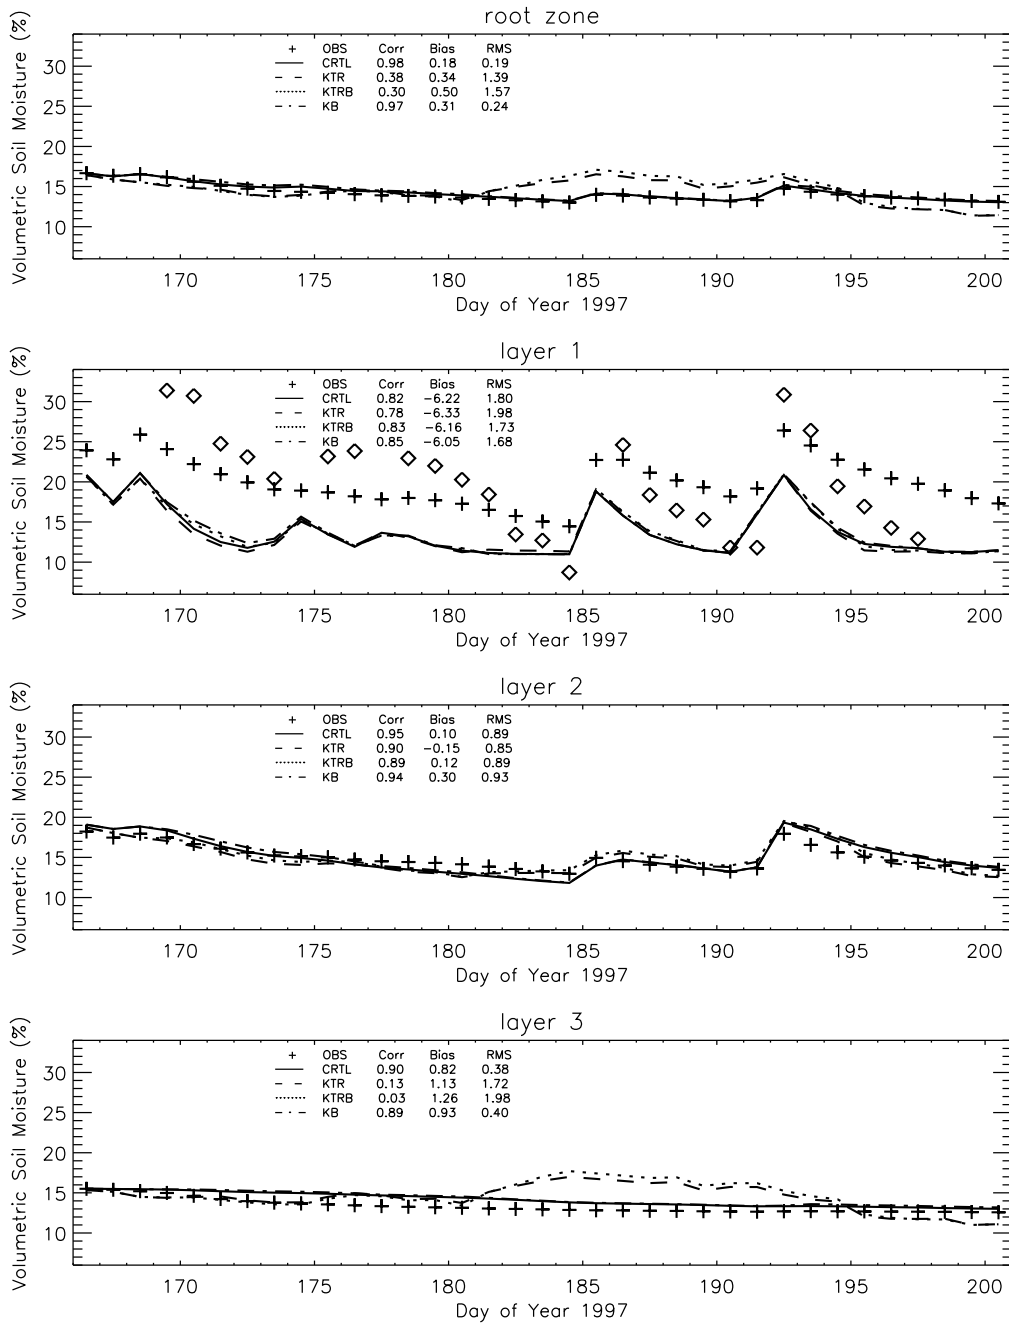 root zone
Volumetric Soil Moisture (%)
+ OBS Corr Bias RMS
CRTL 0.98 0.18 0.19
KTR 0.38 0.34 1.39
KTRB 0.30 0.50 1.57
KB 0.97 0.31 0.24
30
25
20
15
10
170 175 180 185 190 195 200
Day of Year 1997
layer 1
Volumetric Soil Moisture (%)
+ OBS Corr Bias RMS
CRTL 0.82 −6.22 1.80
KTR 0.78 −6.33 1.98
KTRB 0.83 −6.16 1.73
KB 0.85 −6.05 1.68
30
25
20
15
10
170 175 180 185 190 195 200
Day of Year 1997
layer 2
Volumetric Soil Moisture (%)
+ OBS Corr Bias RMS
CRTL 0.95 0.10 0.89
KTR 0.90 −0.15 0.85
KTRB 0.89 0.12 0.89
KB 0.94 0.30 0.93
30
25
20
15
10
170 175 180 185 190 195 200
Day of Year 1997
layer 3
Volumetric Soil Moisture (%)
+ OBS Corr Bias RMS
CRTL 0.90 0.82 0.38
KTR 0.13 1.13 1.72
KTRB 0.03 1.26 1.98
KB 0.89 0.93 0.40
30
25
20
15
10
170 175 180 185 190 195 200
Day of Year 1997